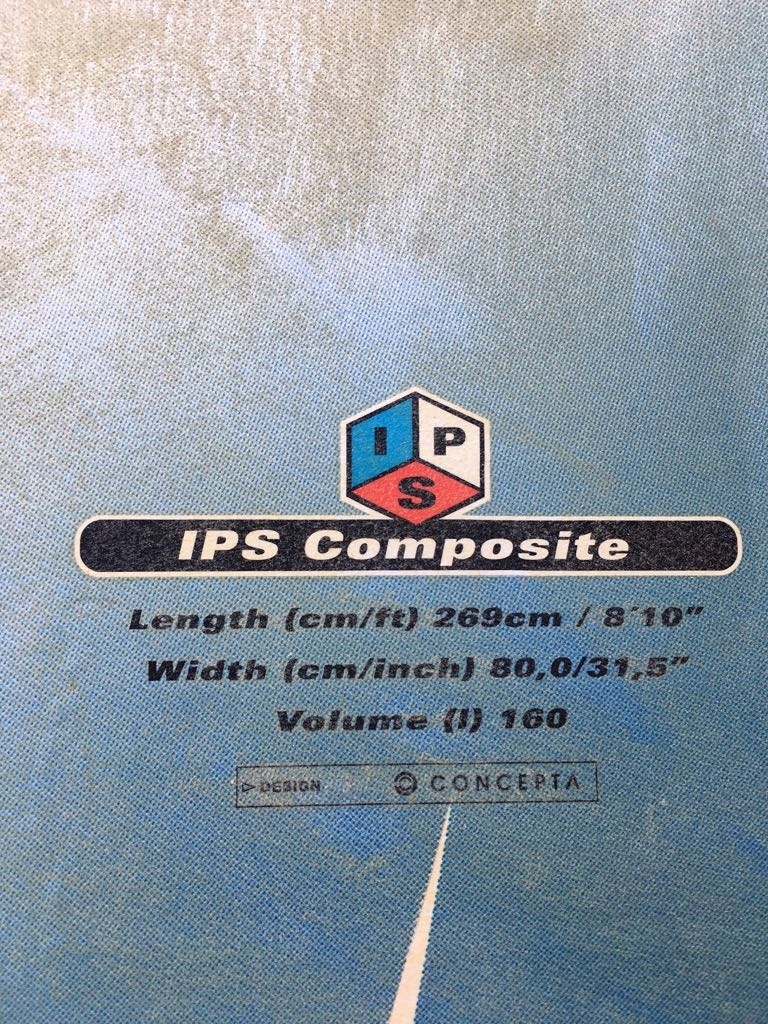 I P
S
IPS Composite
Length (cm/ft) 269cm / 8'10"
Width (cm/inch) 80,0/31,5"
Volume (l) 160
DESIGN CONCEPTA